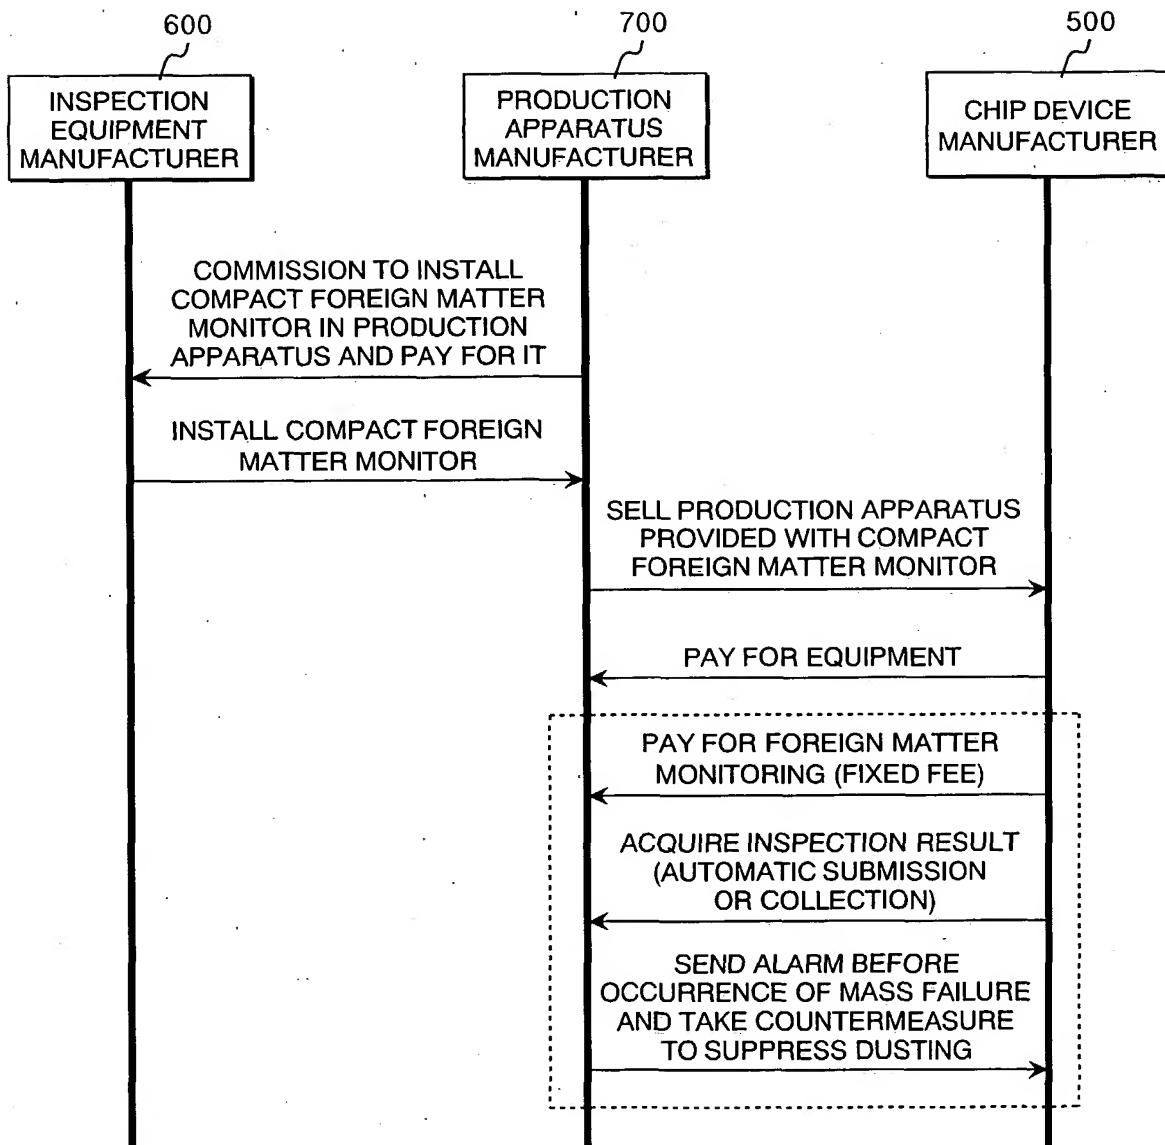 600
700
500
INSPECTION
EQUIPMENT
MANUFACTURER
PRODUCTION
APPARATUS
MANUFACTURER
CHIP DEVICE
MANUFACTURER
COMMISSION TO INSTALL
COMPACT FOREIGN MATTER
MONITOR IN PRODUCTION
APPARATUS AND PAY FOR IT
INSTALL COMPACT FOREIGN
MATTER MONITOR
SELL PRODUCTION APPARATUS
PROVIDED WITH COMPACT
FOREIGN MATTER MONITOR
PAY FOR EQUIPMENT
PAY FOR FOREIGN MATTER
MONITORING (FIXED FEE)
ACQUIRE INSPECTION RESULT
(AUTOMATIC SUBMISSION
OR COLLECTION)
SEND ALARM BEFORE
OCCURRENCE OF MASS FAILURE
AND TAKE COUNTERMEASURE
TO SUPPRESS DUSTING